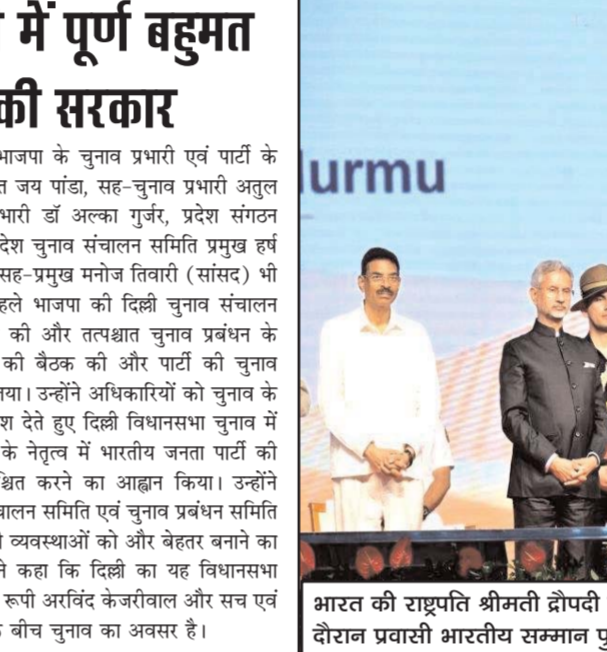 में पूर्ण बहुमत
की सरकार
भाजपा के चुनाव प्रभारी एवं पार्टी के
जय पांडा, सह-चुनाव प्रभारी अतुल
डॉ अल्का गुर्जर, प्रदेश संगठन
चुनाव संचालन समिति प्रमुख हर्ष
सह-प्रमुख मनोज तिवारी (सांसद) भी
भाजपा की दिल्ली चुनाव संचालन
की और तत्पश्चात चुनाव प्रबंधन के
की बैठक की और पार्टी की चुनाव
उन्होंने अधिकारियों को चुनाव के
देते हुए दिल्ली विधानसभा चुनाव में
के नेतृत्व में भारतीय जनता पार्टी की
करने का आह्वान किया। उन्होंने
समिति एवं चुनाव प्रबंधन समिति
व्यवस्थाओं को और बेहतर बनाने का
कहा कि दिल्ली का यह विधानसभा
रूपी अरविंद केजरीवाल और सच एवं
बीच चुनाव का अवसर है।
urmu
भारत की राष्ट्रपति श्रीमती द्रौपदी
दौरान प्रवासी भारतीय सम्मान पु